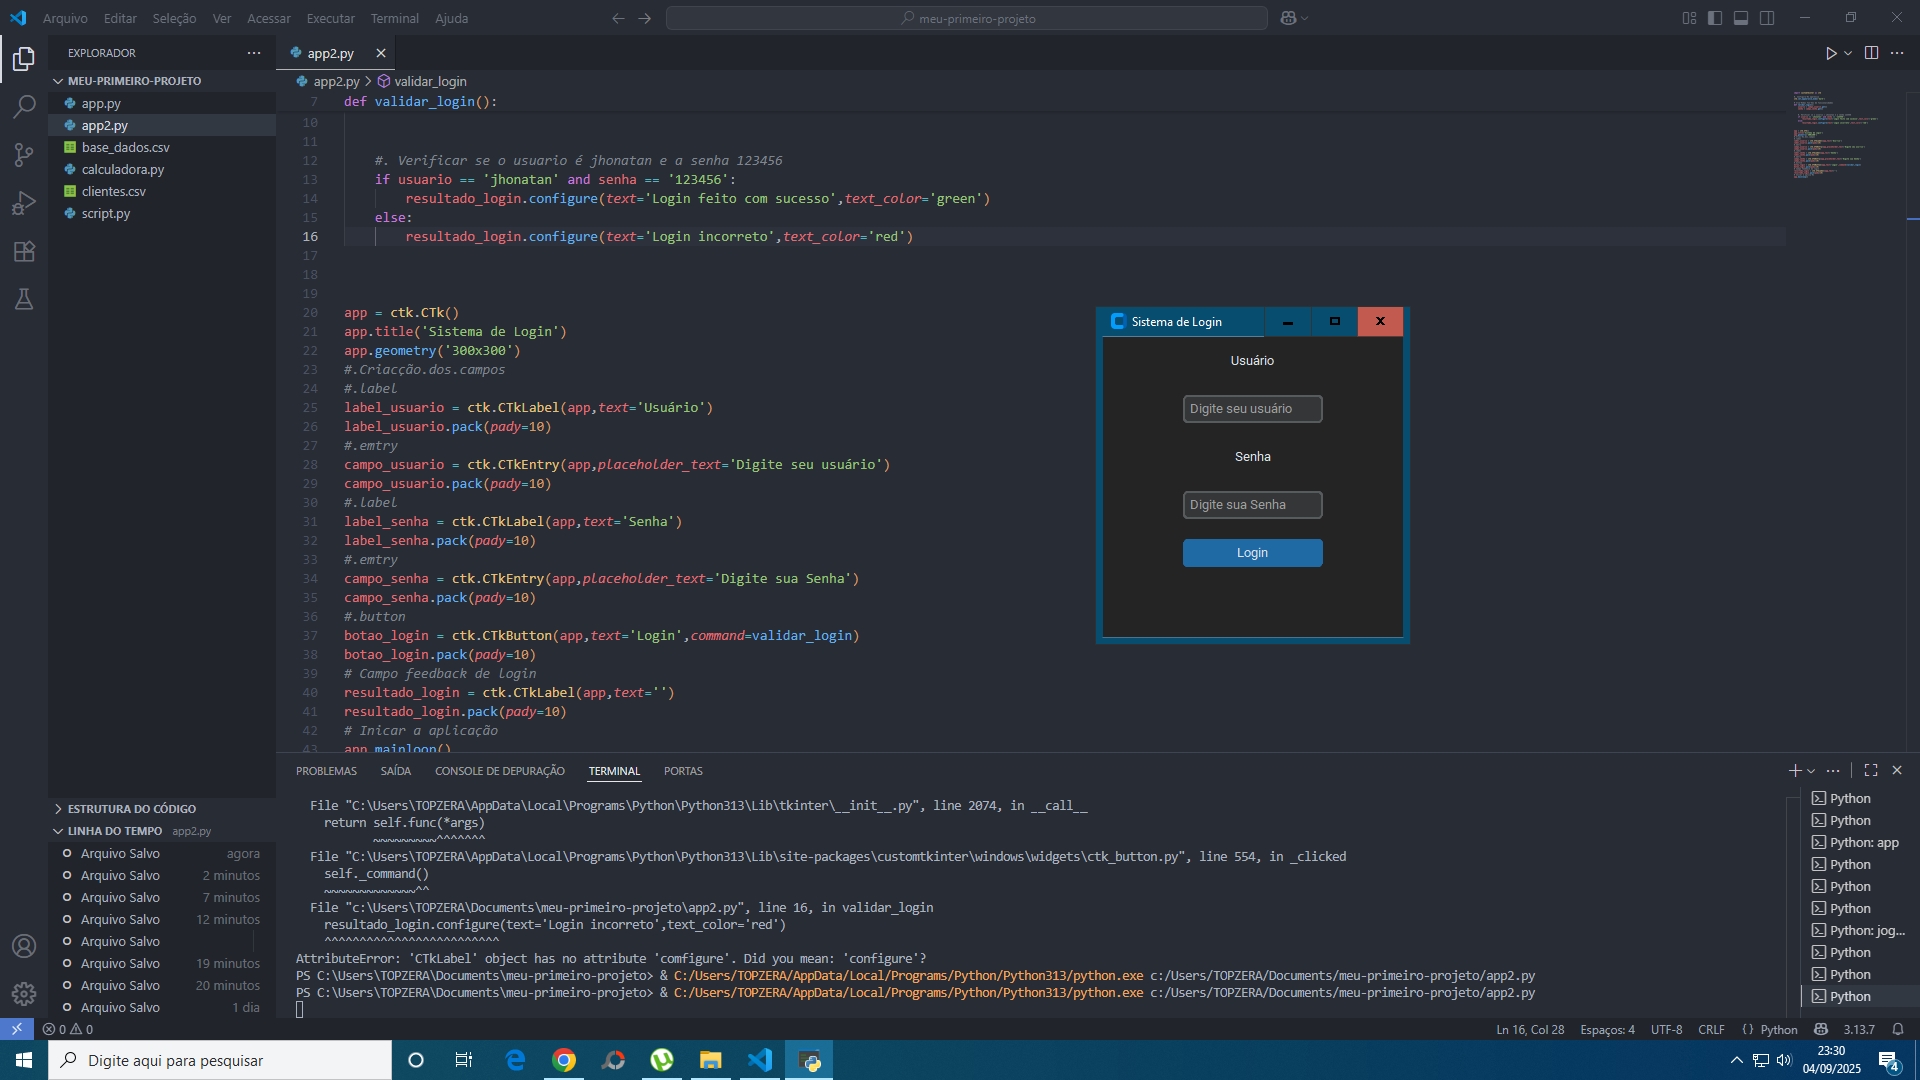 Arquivo Editar Seleção Ver Acessar Executar Terminal Ajuda
meu-primeiro-projeto
EXPLORADOR
MEU-PRIMEIRO-PROJETO
app.py
app2.py
base_dados.csv
calculadora.py
clientes.csv
script.py
ESTRUTURA DO CÓDIGO
LINHA DO TEMPO app2.py
Arquivo Salvo agora
Arquivo Salvo 2 minutos
Arquivo Salvo 7 minutos
Arquivo Salvo 12 minutos
Arquivo Salvo
Arquivo Salvo 19 minutos
Arquivo Salvo 20 minutos
Arquivo Salvo 1 dia
app2.py
app2.py > validar_login
7 def validar_login():
10
11
12 #. Verificar se o usuario é jhonatan e a senha 123456
13 if usuario == 'jhonatan' and senha == '123456':
14 resultado_login.configure(text='Login feito com sucesso',text_color='green')
15 else:
16 resultado_login.configure(text='Login incorreto',text_color='red')
17
18
19
20 app = ctk.CTk()
21 app.title('Sistema de Login')
22 app.geometry('300x300')
23 #.Criacção.dos.campos
24 #.label
25 label_usuario = ctk.CTkLabel(app,text='Usuário')
26 label_usuario.pack(pady=10)
27 #.emtry
28 campo_usuario = ctk.CTkEntry(app,placeholder_text='Digite seu usuário')
29 campo_usuario.pack(pady=10)
30 #.label
31 label_senha = ctk.CTkLabel(app,text='Senha')
32 label_senha.pack(pady=10)
33 #.emtry
34 campo_senha = ctk.CTkEntry(app,placeholder_text='Digite sua Senha')
35 campo_senha.pack(pady=10)
36 #.button
37 botao_login = ctk.CTkButton(app,text='Login',command=validar_login)
38 botao_login.pack(pady=10)
39 # Campo feedback de login
40 resultado_login = ctk.CTkLabel(app,text='')
41 resultado_login.pack(pady=10)
42 # Inicar a aplicação
43 app.mainloop()
Sistema de Login
Usuário
Digite seu usuário
Senha
Digite sua Senha
Login
PROBLEMAS SAÍDA CONSOLE DE DEPURAÇÃO TERMINAL PORTAS
File "C:\Users\TOPZERA\AppData\Local\Programs\Python\Python313\Lib\tkinter\__init__.py", line 2074, in __call__
return self.func(*args)
~~~~~~~~~^^^^^^^
File "C:\Users\TOPZERA\AppData\Local\Programs\Python\Python313\Lib\site-packages\customtkinter\windows\widgets\ctk_button.py", line 554, in _clicked
self._command()
~~~~~~~~~~~~~^^
File "c:\Users\TOPZERA\Documents\meu-primeiro-projeto\app2.py", line 16, in validar_login
resultado_login.configure(text='Login incorreto',text_color='red')
^^^^^^^^^^^^^^^^^^^^^^^^^
AttributeError: 'CTkLabel' object has no attribute 'comfigure'. Did you mean: 'configure'?
PS C:\Users\TOPZERA\Documents\meu-primeiro-projeto> & C:/Users/TOPZERA/AppData/Local/Programs/Python/Python313/python.exe c:/Users/TOPZERA/Documents/meu-primeiro-projeto/app2.py
PS C:\Users\TOPZERA\Documents\meu-primeiro-projeto> & C:/Users/TOPZERA/AppData/Local/Programs/Python/Python313/python.exe c:/Users/TOPZERA/Documents/meu-primeiro-projeto/app2.py
Python
Python
Python: app
Python
Python
Python
Python: jog...
Python
Python
Python
0 0
Ln 16, Col 28 Espaços: 4 UTF-8 CRLF {} Python 3.13.7
Digite aqui para pesquisar
23:30
04/09/2025
4